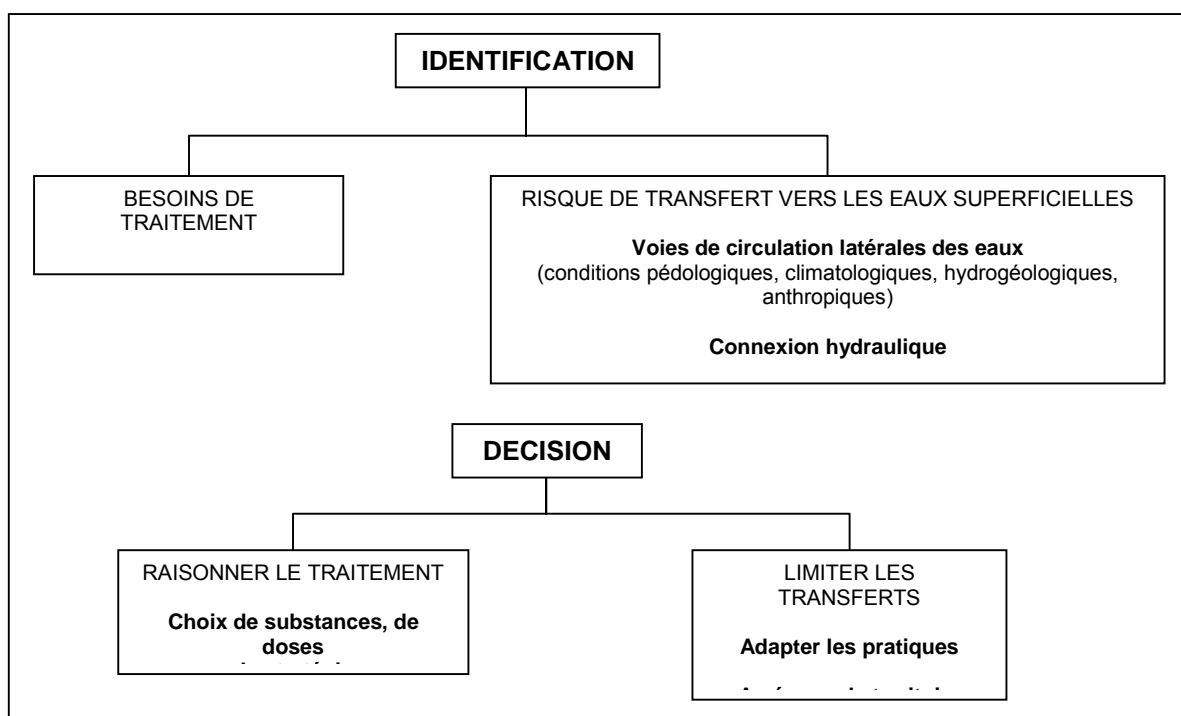 IDENTIFICATION
BESOINS DE
TRAITEMENT
RISQUE DE TRANSFERT VERS LES EAUX SUPERFICIELLES
Voies de circulation latérales des eaux
(conditions pédologiques, climatologiques, hydrogéologiques,
anthropiques)
Connexion hydraulique
DECISION
RAISONNER LE TRAITEMENT
Choix de substances, de
doses
LIMITER LES
TRANSFERTS
Adapter les pratiques